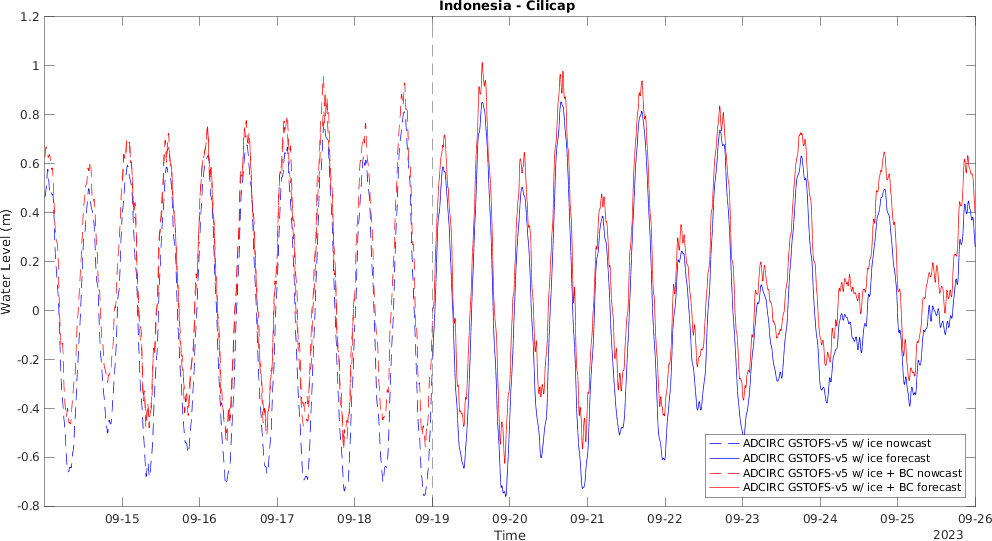 Indonesia - Cilicap
1.2
1
0.8
0.6
0.4
0.2
0
-0.2
-0.4
-0.6
-0.8
Water Level (m)
09-15 09-16 09-17 09-18 09-19 09-20 09-21 09-22 09-23 09-24 09-25 09-26
Time
2023
ADCIRC GSTOFS-v5 w/ ice nowcast
ADCIRC GSTOFS-v5 w/ ice forecast
ADCIRC GSTOFS-v5 w/ ice + BC nowcast
ADCIRC GSTOFS-v5 w/ ice + BC forecast